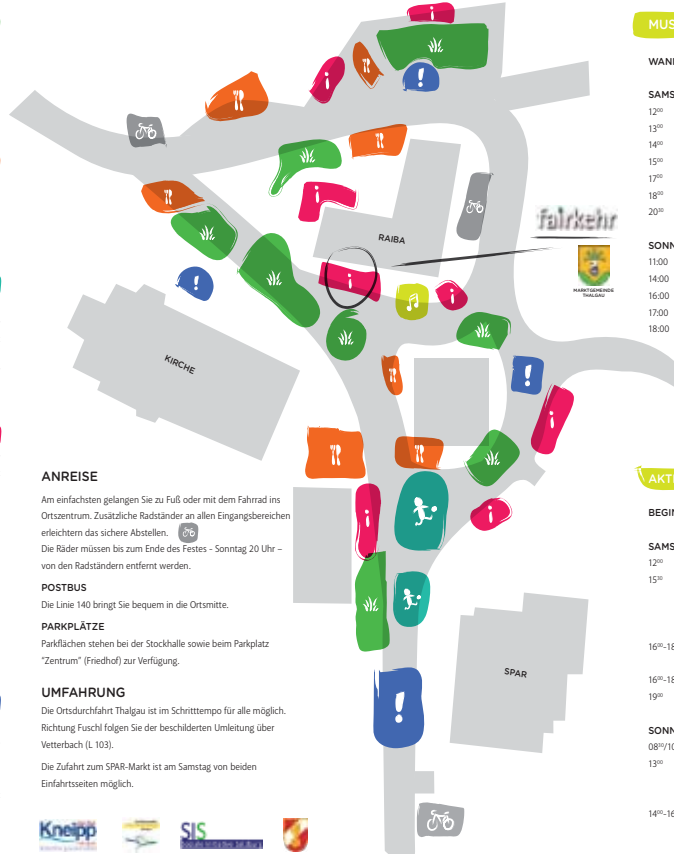 RAIBA
fairkehr
MARKTGEMEINDE
THALGAU
KIRCHE
SPAR
ANREISE
Am einfachsten gelangen Sie zu Fuß oder mit dem Fahrrad ins
Ortszentrum. Zusätzliche Radständer an allen Eingangsbereichen
erleichtern das sichere Abstellen.
Die Räder müssen bis zum Ende des Festes - Sonntag 20 Uhr –
von den Radständern entfernt werden.
POSTBUS
Die Linie 140 bringt Sie bequem in die Ortsmitte.
PARKPLÄTZE
Parkflächen stehen bei der Stockhalle sowie beim Parkplatz
"Zentrum" (Friedhof) zur Verfügung.
UMFAHRUNG
Die Ortsdurchfahrt Thalgau ist im Schritttempo für alle möglich.
Richtung Fuschl folgen Sie der beschilderten Umleitung über
Vetterbach (L 103).
Die Zufahrt zum SPAR-Markt ist am Samstag von beiden
Einfahrtsseiten möglich.
Kneipp
SIS
MUS
WAN
SAMS
12⁰⁰
13⁰⁰
14⁰⁰
15⁰⁰
17⁰⁰
18⁰⁰
20³⁰
SONN
11:00
14:00
16:00
17:00
18:00
AKTI
BEGIN
SAMS
12⁰⁰
15³⁰
16⁰⁰-18
16⁰⁰-18
19⁰⁰
SONN
08³⁰/10
13⁰⁰
14⁰⁰-16